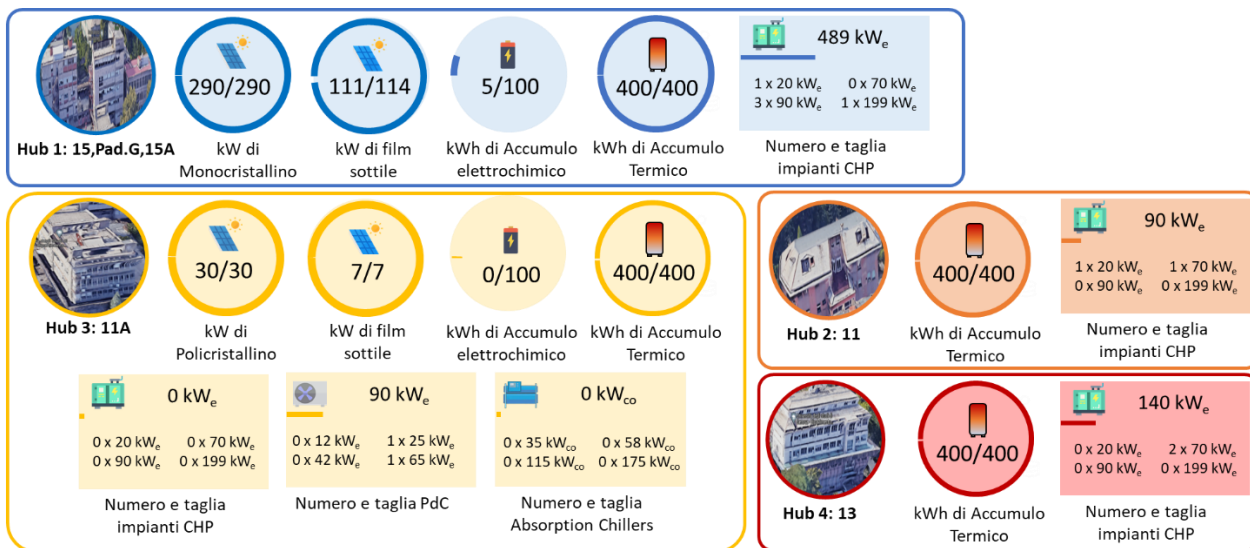 290/290
111/114
5/100
400/400
489 kWe
1 x 20 kWe 0 x 70 kWe
3 x 90 kWe 1 x 199 kWe
Hub 1: 15,Pad.G,15A
kW di
Monocristallino
kW di film
sottile
kWh di Accumulo
elettrochimico
kWh di Accumulo
Termico
Numero e taglia
impianti CHP
30/30
7/7
0/100
400/400
Hub 3: 11A
kW di
Policristallino
kW di film
sottile
kWh di Accumulo
elettrochimico
kWh di Accumulo
Termico
0 kWe
0 x 20 kWe 0 x 70 kWe
0 x 90 kWe 0 x 199 kWe
Numero e taglia
impianti CHP
90 kWe
0 x 12 kWe 1 x 25 kWe
0 x 42 kWe 1 x 65 kWe
Numero e taglia PdC
0 kWco
0 x 35 kWco 0 x 58 kWco
0 x 115 kWco 0 x 175 kWco
Numero e taglia
Absorption Chillers
400/400
90 kWe
1 x 20 kWe 1 x 70 kWe
0 x 90 kWe 0 x 199 kWe
Hub 2: 11
kWh di Accumulo
Termico
Numero e taglia
impianti CHP
400/400
140 kWe
0 x 20 kWe 2 x 70 kWe
0 x 90 kWe 0 x 199 kWe
Hub 4: 13
kWh di Accumulo
Termico
Numero e taglia
impianti CHP